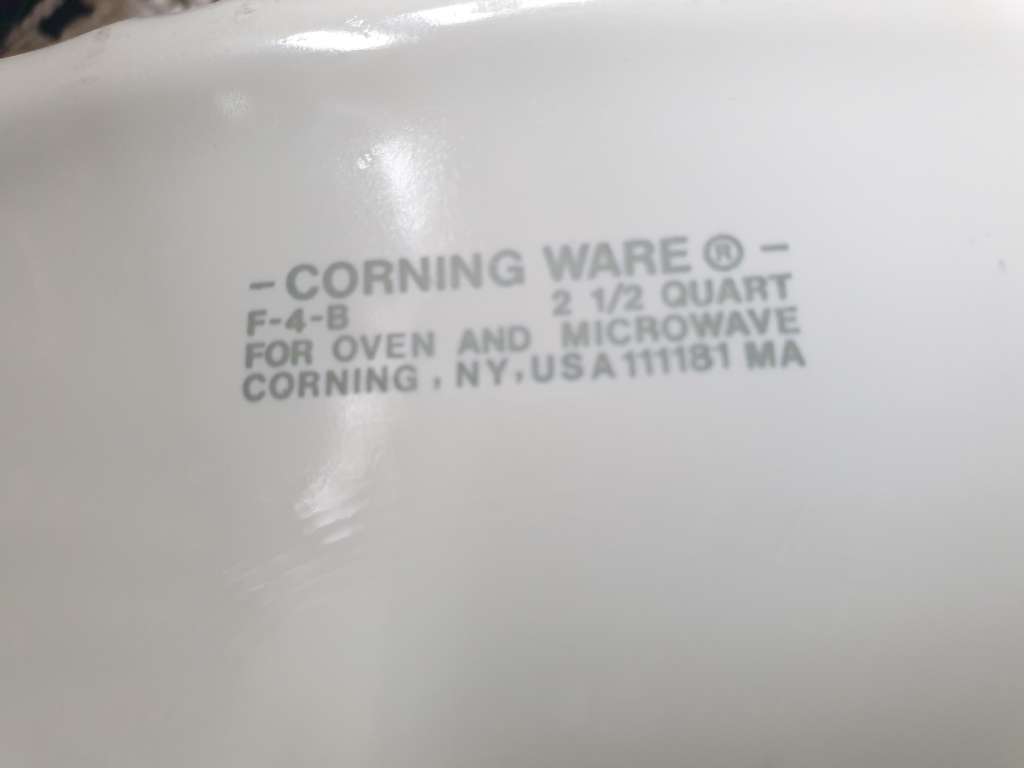 - CORNING WARE ® -
F-4-B 2 1/2 QUART
FOR OVEN AND MICROWAVE
CORNING, NY, USA 111181 MA